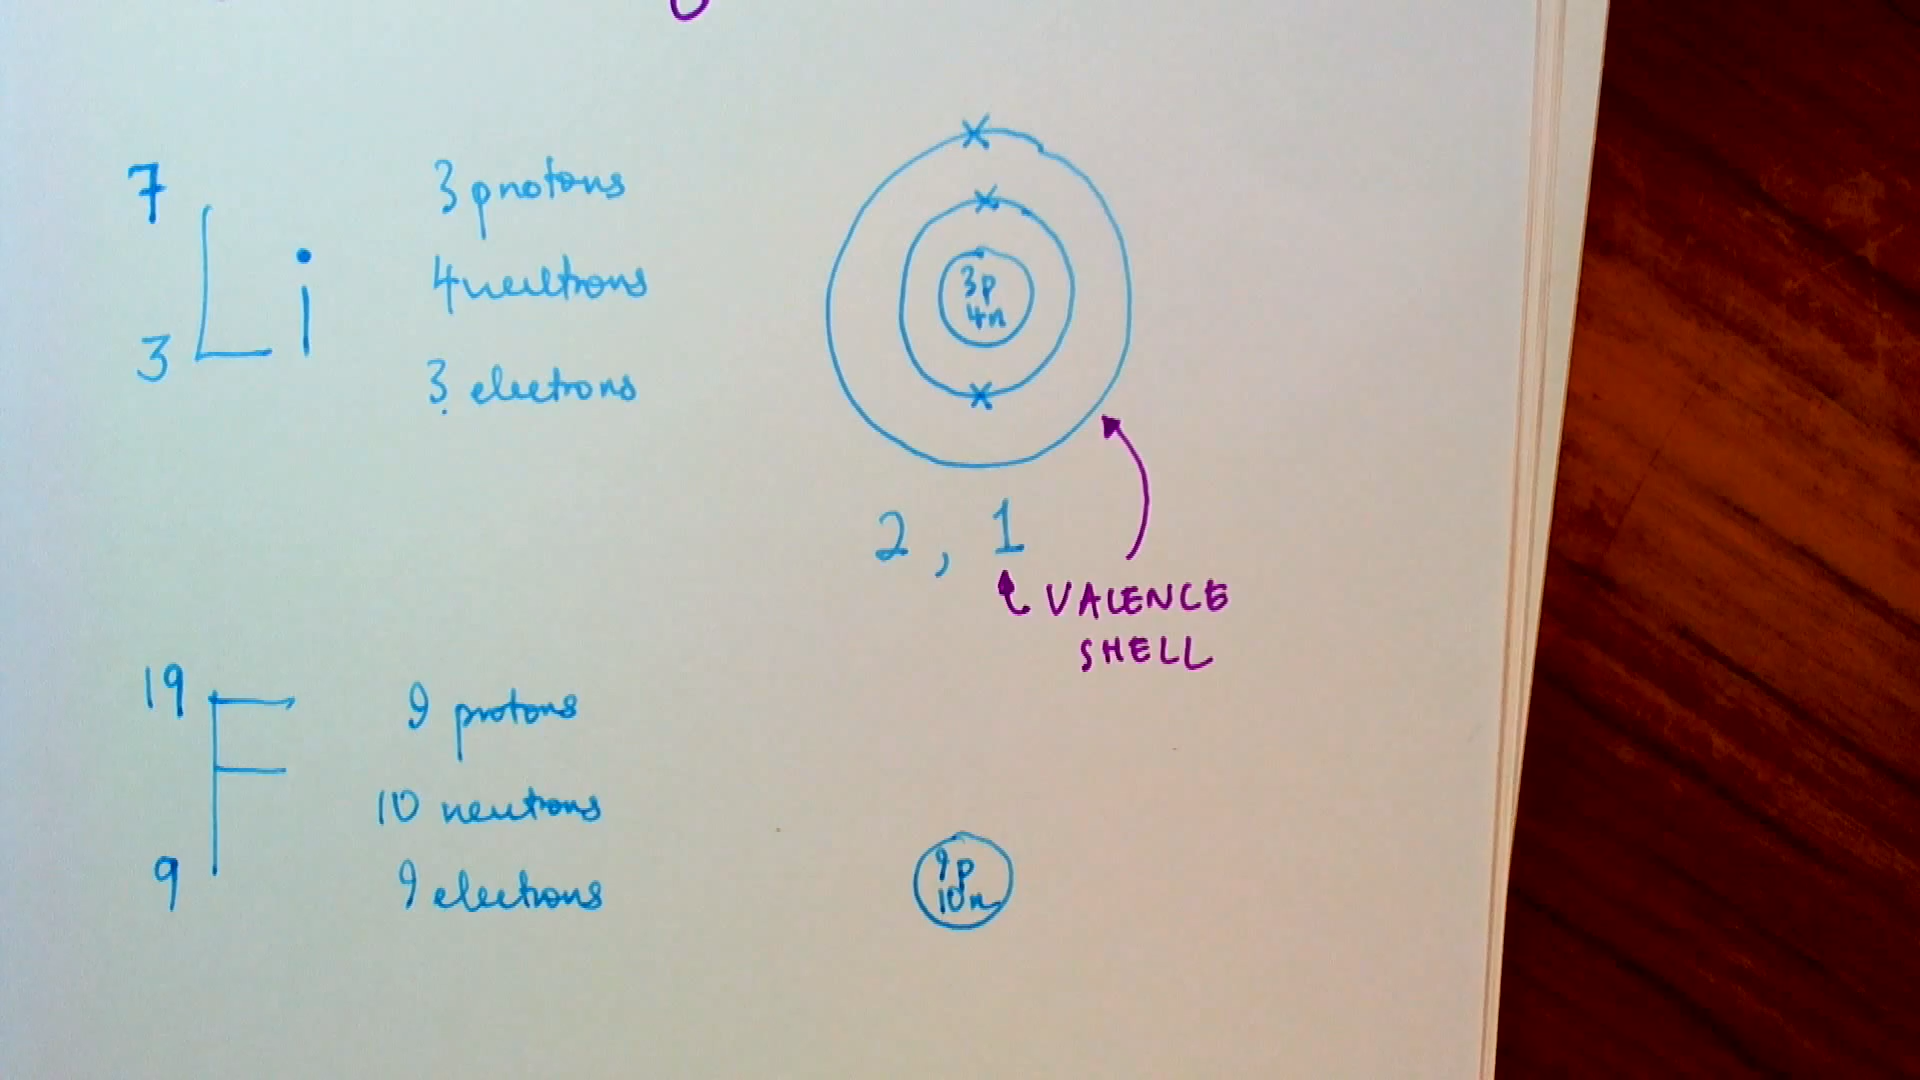 7
Li
3
3 protons
4 neutrons
3 electrons
3p
4n
2, 1
VALENCE
SHELL
19
F
9
9 protons
10 neutrons
9 electrons
9p
10n